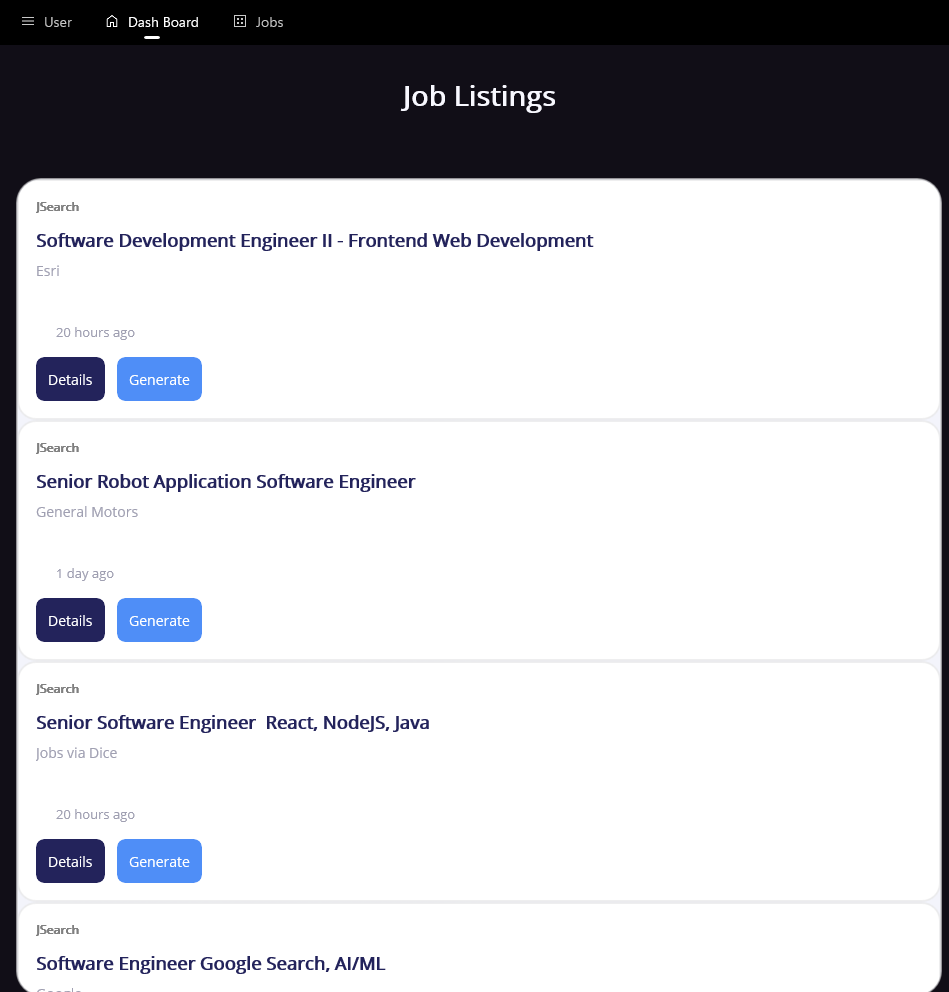 User
Dash Board
Jobs
Job Listings
JSearch
Software Development Engineer II - Frontend Web Development
Esri
20 hours ago
Details
Generate
JSearch
Senior Robot Application Software Engineer
General Motors
1 day ago
Details
Generate
JSearch
Senior Software Engineer  React, NodeJS, Java
Jobs via Dice
20 hours ago
Details
Generate
JSearch
Software Engineer Google Search, AI/ML
Google